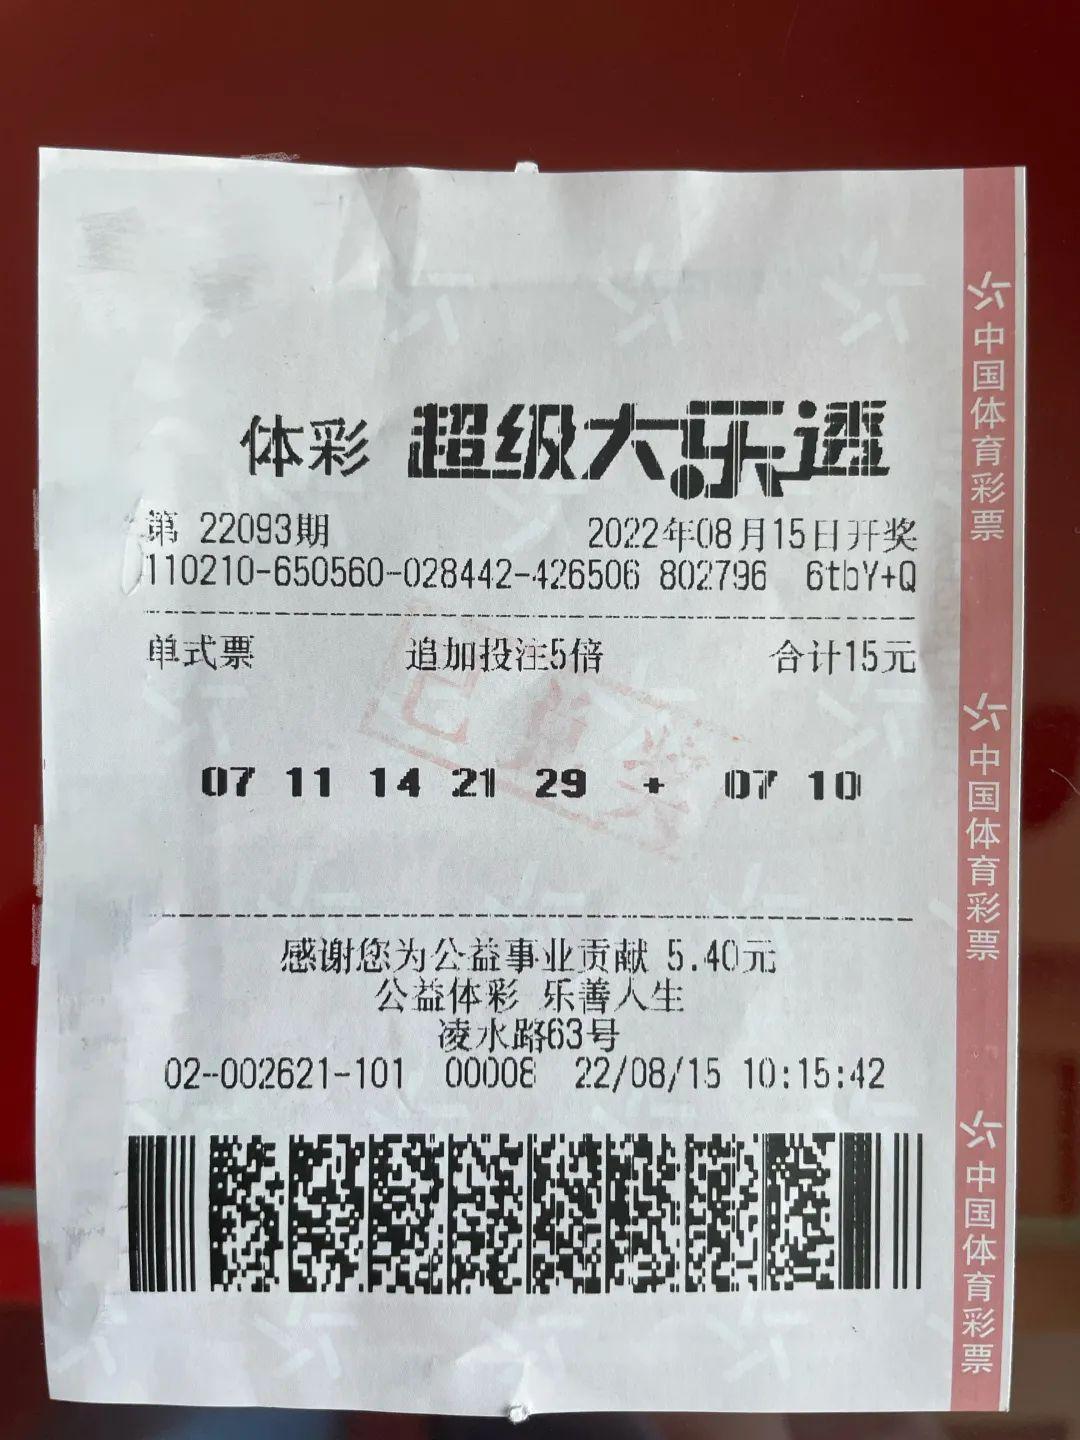 体彩 超级大乐透
第 22093期 2022年08月15日开奖
110210-650560-028442-426506 802796 6tbY+Q
单式票 追加投注5倍 合计15元
已兑奖
07 11 14 21 29 + 07 10
感谢您为公益事业贡献 5.40元
公益体彩 乐善人生
凌水路63号
02-002621-101 00008 22/08/15 10:15:42
中国体育彩票
中国体育彩票
中国体育彩票